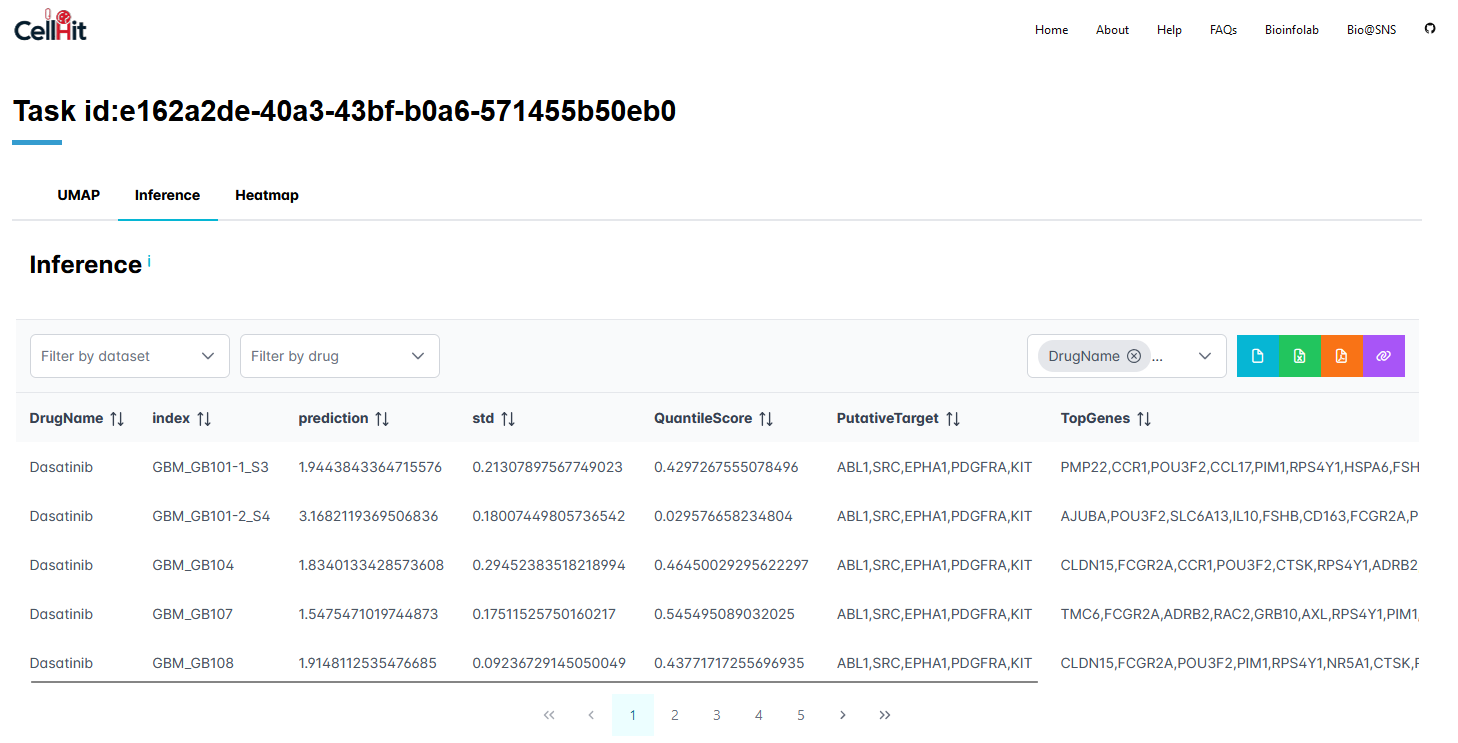 CellHit
Home About Help FAQs Bioinfolab Bio@SNS
Task id:e162a2de-40a3-43bf-b0a6-571455b50eb0
UMAP Inference Heatmap
Inference i
Filter by dataset Filter by drug DrugName ...
DrugName index prediction std QuantileScore PutativeTarget TopGenes
Dasatinib GBM_GB101-1_S3 1.9443843364715576 0.21307897567749023 0.4297267555078496 ABL1,SRC,EPHA1,PDGFRA,KIT PMP22,CCR1,POU3F2,CCL17,PIM1,RPS4Y1,HSPA6,FSH
Dasatinib GBM_GB101-2_S4 3.1682119369506836 0.18007449805736542 0.029576658234804 ABL1,SRC,EPHA1,PDGFRA,KIT AJUBA,POU3F2,SLC6A13,IL10,FSHB,CD163,FCGR2A,P
Dasatinib GBM_GB104 1.8340133428573608 0.29452383518218994 0.46450029295622297 ABL1,SRC,EPHA1,PDGFRA,KIT CLDN15,FCGR2A,CCR1,POU3F2,CTSK,RPS4Y1,ADRB2
Dasatinib GBM_GB107 1.5475471019744873 0.17511525750160217 0.545495089032025 ABL1,SRC,EPHA1,PDGFRA,KIT TMC6,FCGR2A,ADRB2,RAC2,GRB10,AXL,RPS4Y1,PIM1,
Dasatinib GBM_GB108 1.9148112535476685 0.09236729145050049 0.43771717255696935 ABL1,SRC,EPHA1,PDGFRA,KIT CLDN15,FCGR2A,POU3F2,PIM1,RPS4Y1,NR5A1,CTSK,F
1 2 3 4 5